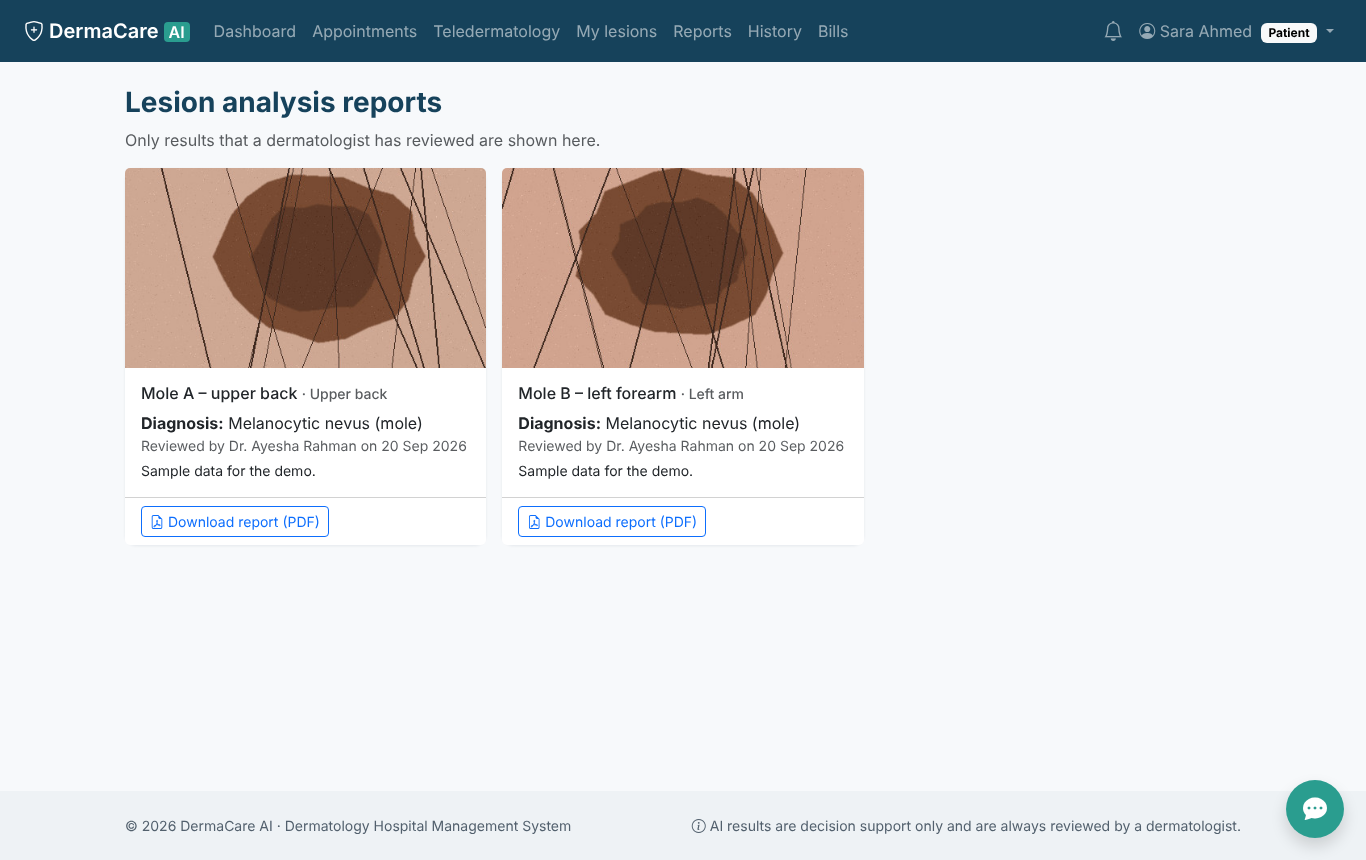 DermaCare AI Dashboard Appointments Teledermatology My lesions Reports History Bills Sara Ahmed Patient
Lesion analysis reports
Only results that a dermatologist has reviewed are shown here.
Mole A – upper back · Upper back
Diagnosis: Melanocytic nevus (mole)
Reviewed by Dr. Ayesha Rahman on 20 Sep 2026
Sample data for the demo.
Download report (PDF)
Mole B – left forearm · Left arm
Diagnosis: Melanocytic nevus (mole)
Reviewed by Dr. Ayesha Rahman on 20 Sep 2026
Sample data for the demo.
Download report (PDF)
© 2026 DermaCare AI · Dermatology Hospital Management System
AI results are decision support only and are always reviewed by a dermatologist.